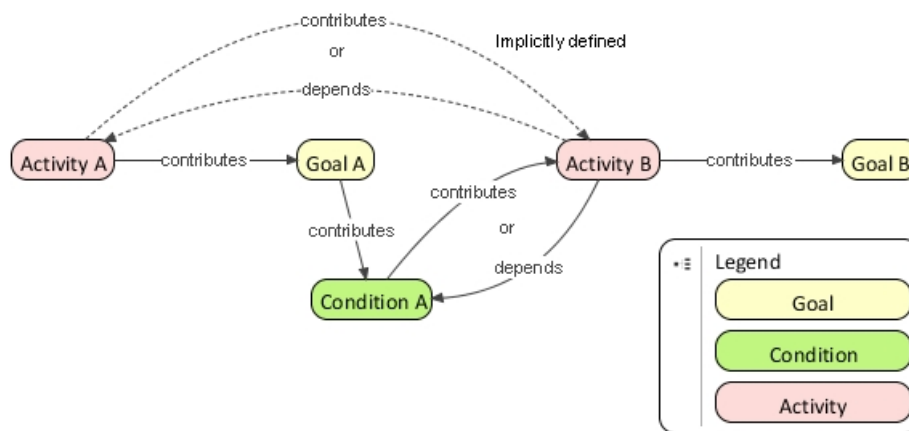 contributes
Implicitly defined
or
depends
Activity A
contributes
Goal A
Activity B
contributes
Goal B
contributes
contributes
or
depends
Condition A
Legend
Goal
Condition
Activity